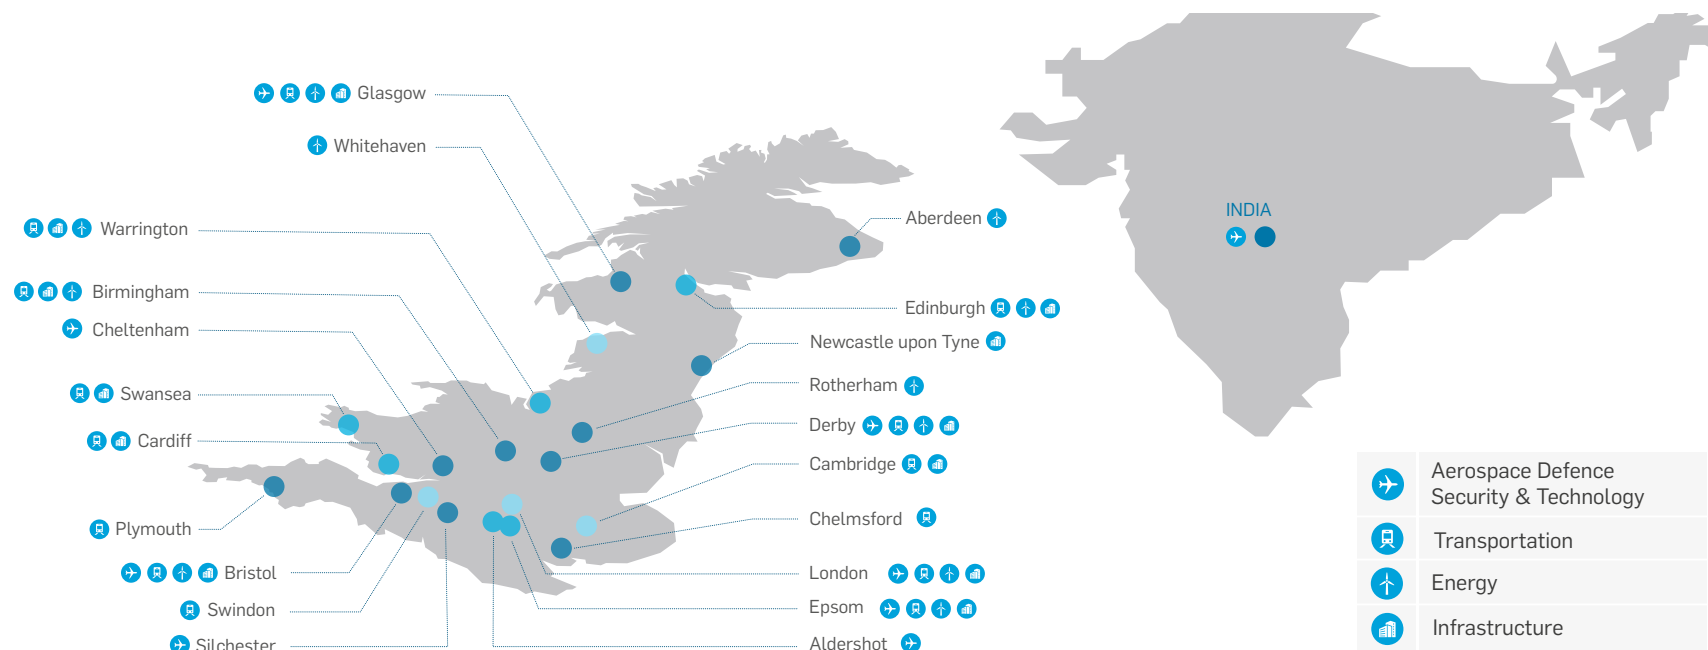 Glasgow
Whitehaven
Warrington
Birmingham
Cheltenham
Swansea
Cardiff
Plymouth
Bristol
Swindon
Silchester
Aberdeen
Edinburgh
Newcastle upon Tyne
Rotherham
Derby
Cambridge
Chelmsford
London
Epsom
Aldershot
INDIA
Aerospace Defence
Security & Technology
Transportation
Energy
Infrastructure